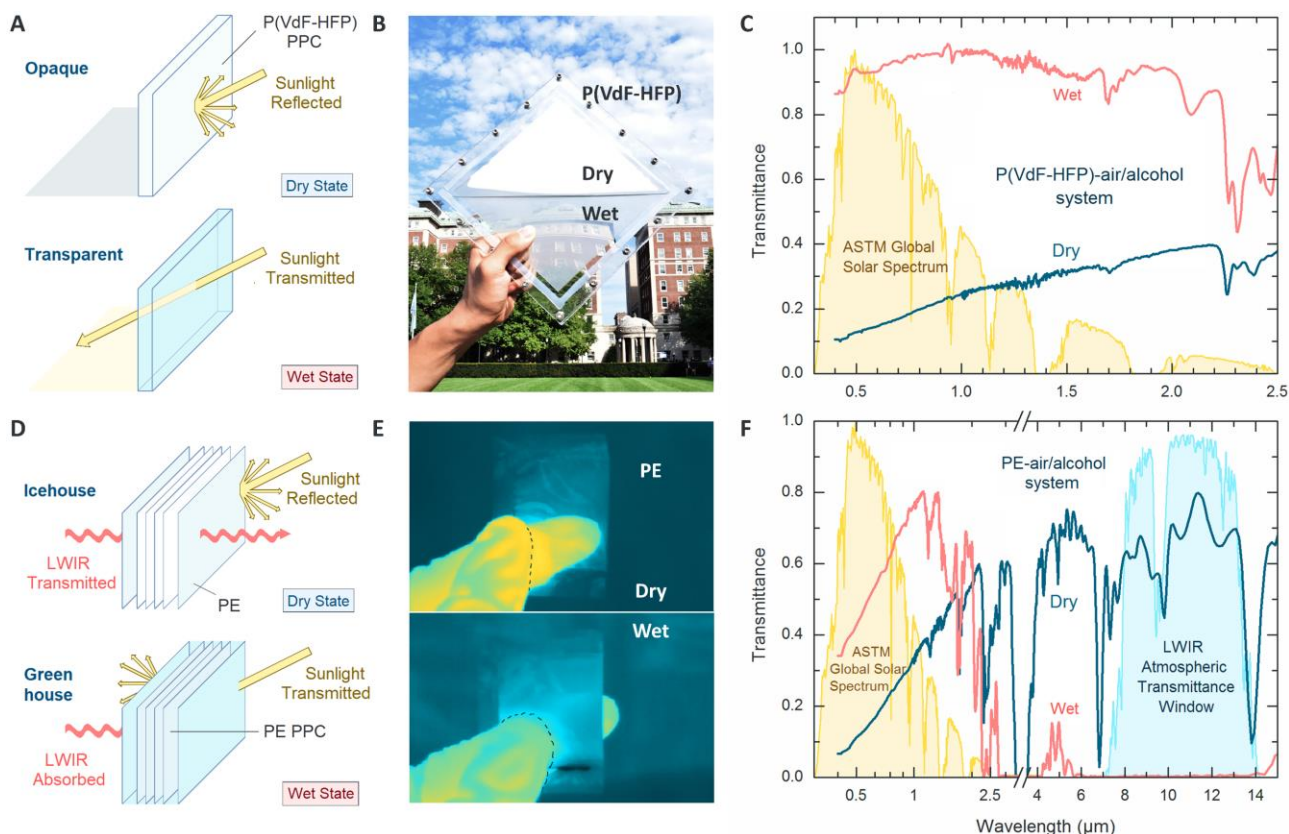 A
P(VdF-HFP)
PPC
Opaque
Sunlight
Reflected
Dry State
Transparent
Sunlight
Transmitted
Wet State
B
P(VdF-HFP)
Dry
Wet
C
Transmittance
1.0
0.8
0.6
0.4
0.2
0.0
Wet
P(VdF-HFP)-air/alcohol
system
Dry
ASTM Global
Solar Spectrum
0.5
1.0
1.5
2.0
2.5
D
Icehouse
Sunlight
Reflected
LWIR
Transmitted
PE
Dry State
Green
house
Sunlight
Transmitted
PE PPC
LWIR
Absorbed
Wet State
E
PE
Dry
Wet
F
Transmittance
1.0
0.8
0.6
0.4
0.2
0.0
PE-air/alcohol
system
Dry
ASTM
Global Solar
Spectrum
Wet
LWIR
Atmospheric
Transmittance
Window
0.5
1
2.5
4
6
8
10
12
14
Wavelength (μm)